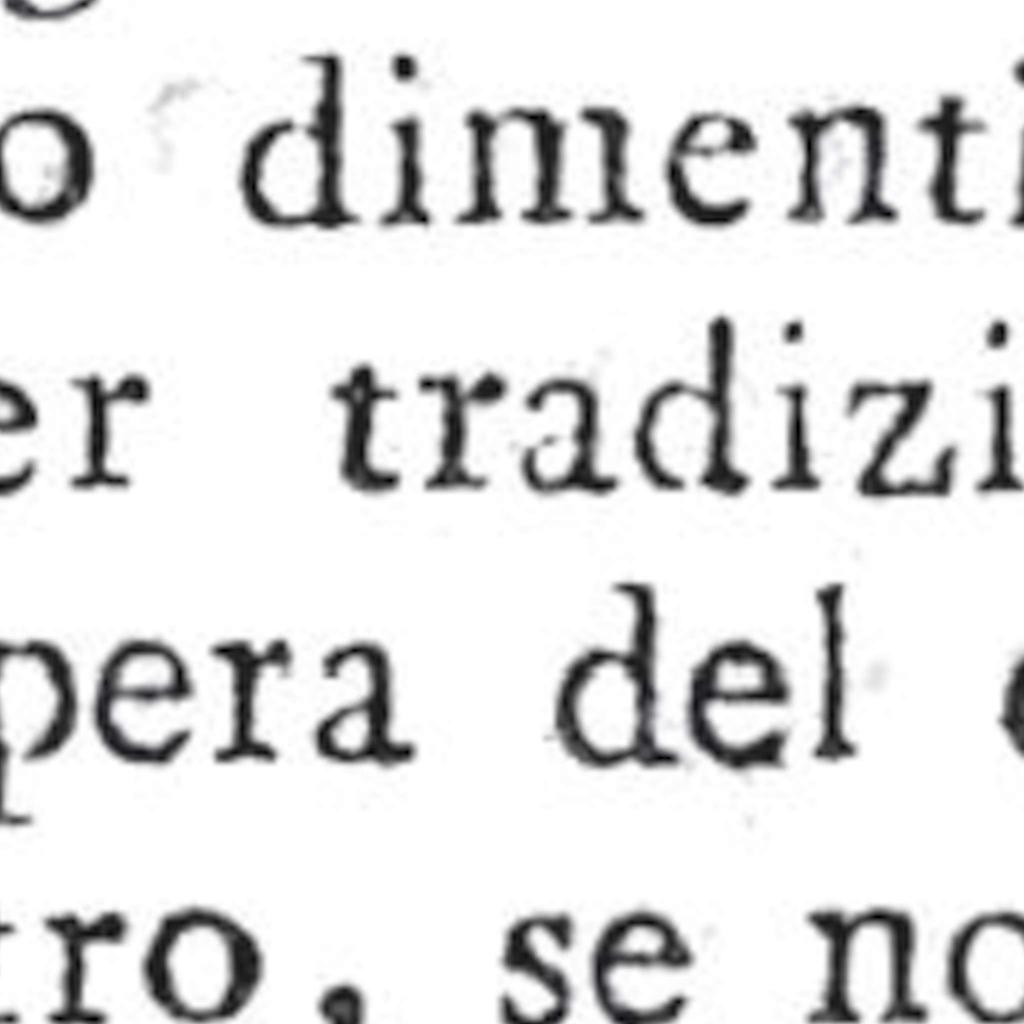 o dimenti
er tradizi
pera del
tro, se no